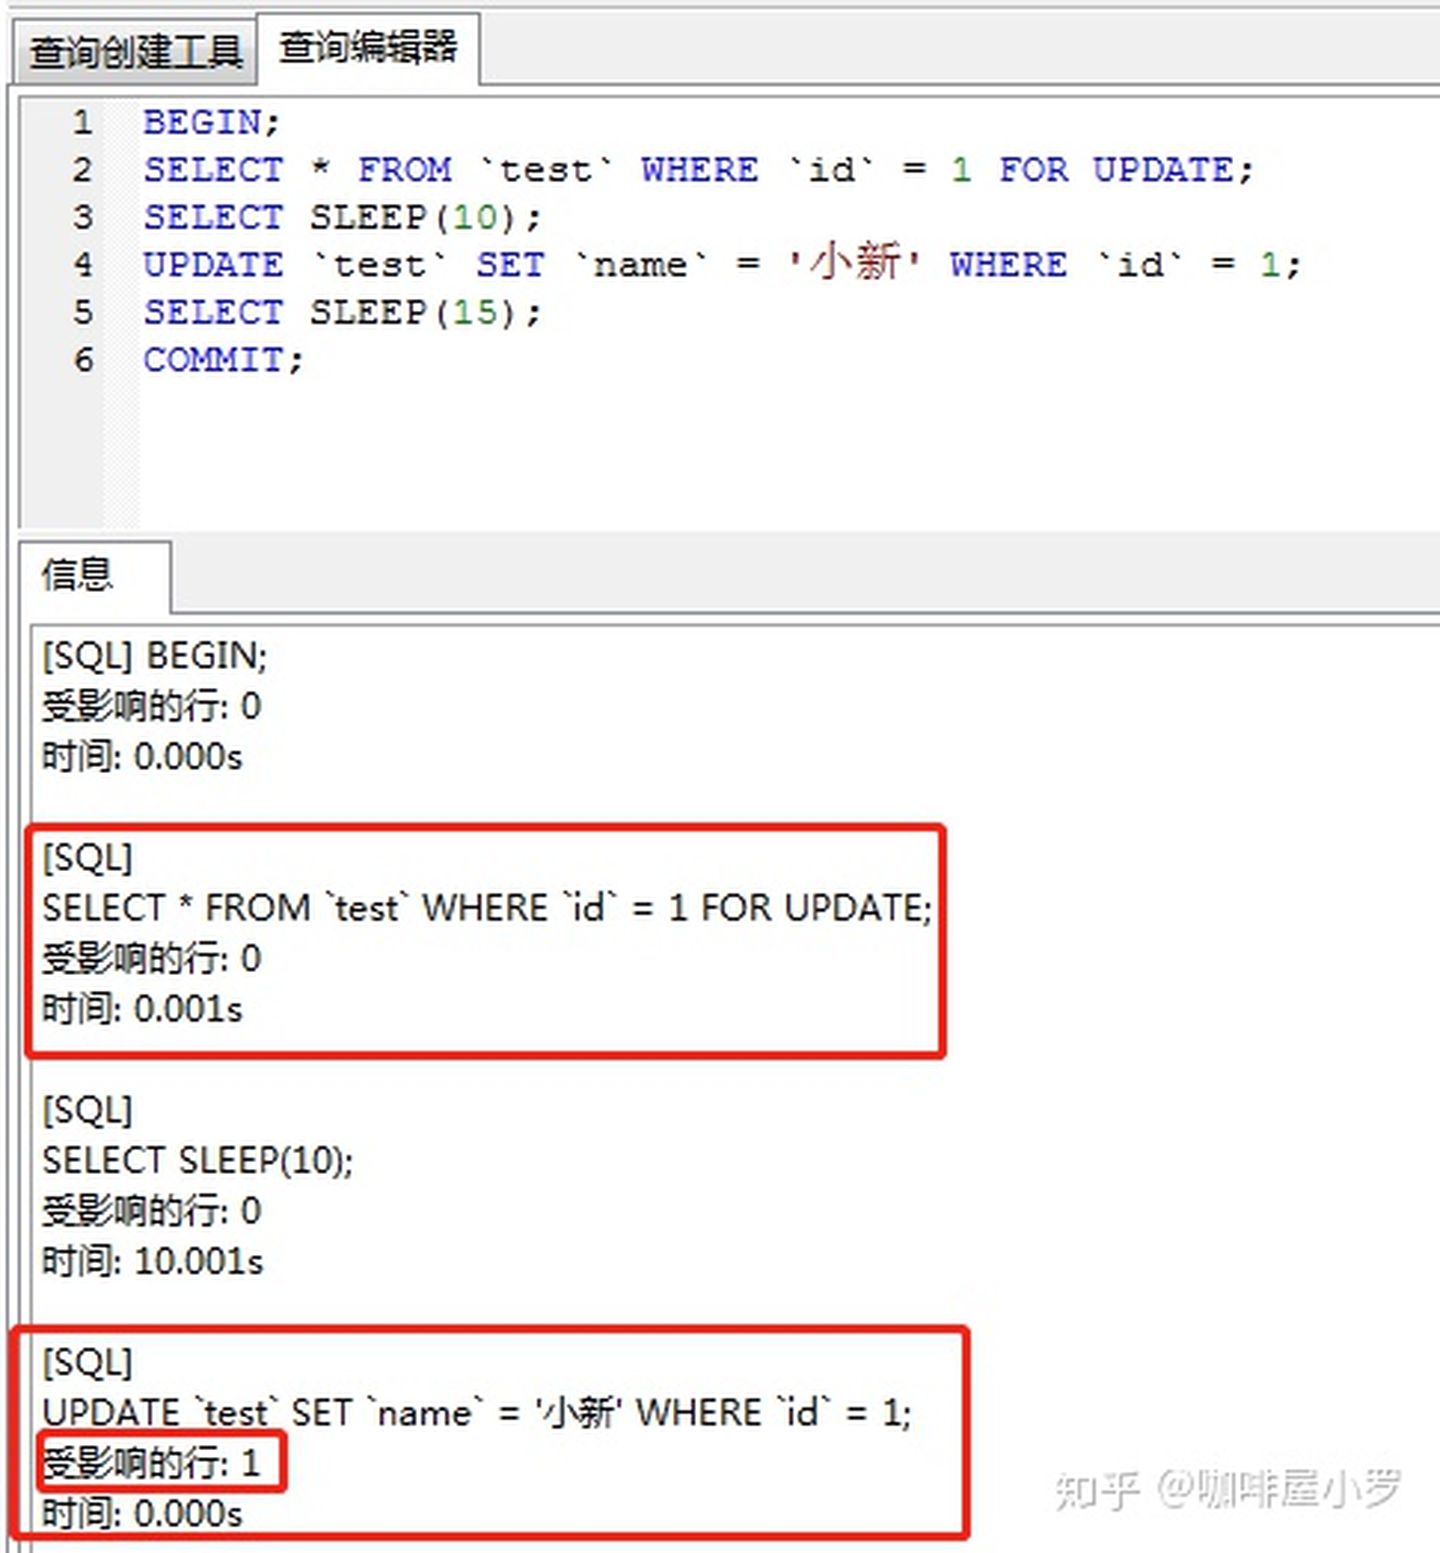 查询创建工具 查询编辑器
1 BEGIN;
2 SELECT * FROM `test` WHERE `id` = 1 FOR UPDATE;
3 SELECT SLEEP(10);
4 UPDATE `test` SET `name` = '小新' WHERE `id` = 1;
5 SELECT SLEEP(15);
6 COMMIT;
信息
[SQL] BEGIN;
受影响的行: 0
时间: 0.000s
[SQL]
SELECT * FROM `test` WHERE `id` = 1 FOR UPDATE;
受影响的行: 0
时间: 0.001s
[SQL]
SELECT SLEEP(10);
受影响的行: 0
时间: 10.001s
[SQL]
UPDATE `test` SET `name` = '小新' WHERE `id` = 1;
受影响的行: 1
时间: 0.000s
知乎 @咖啡屋小罗